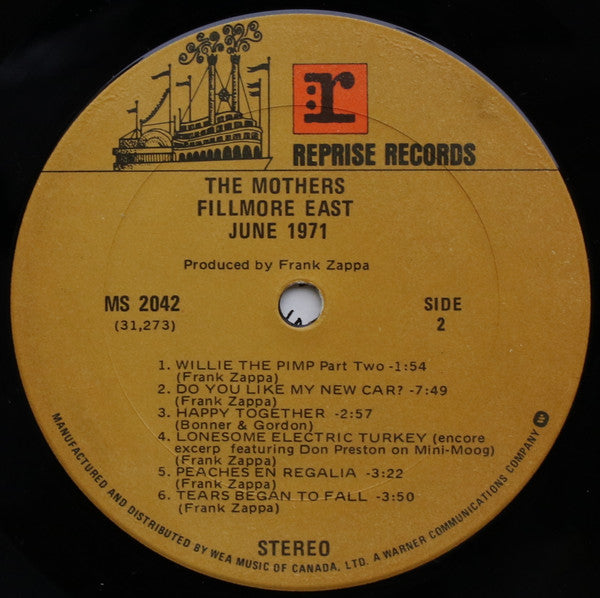 r
REPRISE RECORDS
THE MOTHERS
FILLMORE EAST
JUNE 1971
Produced by Frank Zappa
MS 2042
(31,273)
SIDE
2
1. WILLIE THE PIMP Part Two -1:54
(Frank Zappa)
2. DO YOU LIKE MY NEW CAR? -7:49
(Frank Zappa)
3. HAPPY TOGETHER -2:57
(Bonner & Gordon)
4. LONESOME ELECTRIC TURKEY (encore
excerp featuring Don Preston on Mini-Moog)
(Frank Zappa)
5. PEACHES EN REGALIA -3:22
(Frank Zappa)
6. TEARS BEGAN TO FALL -3:50
(Frank Zappa)
STEREO
MANUFACTURED AND DISTRIBUTED BY WEA MUSIC OF CANADA, LTD. A WARNER COMMUNICATIONS COMPANY